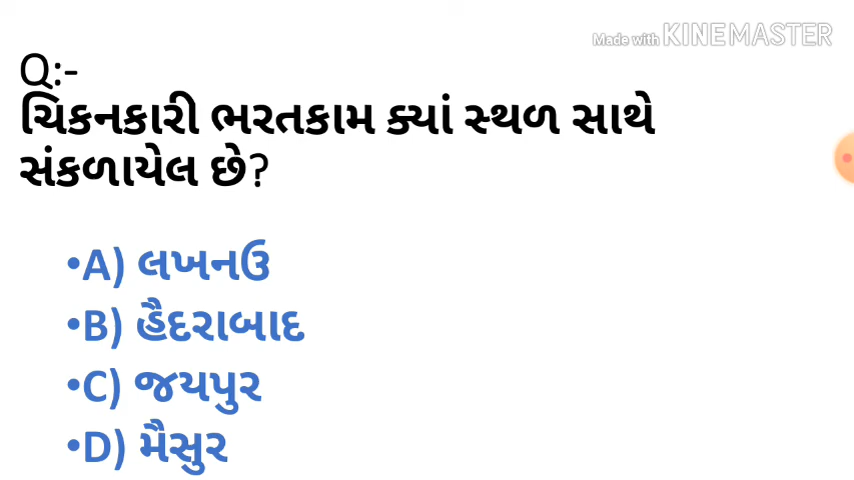 Made with KINEMASTER
Q:-
ચિકનકારી ભરતકામ ક્યાં સ્થળ સાથે
સંકળાયેલ છે?
•A) લખનઉ
•B) હૈદરાબાદ
•C) જયપુર
•D) મૈસુર